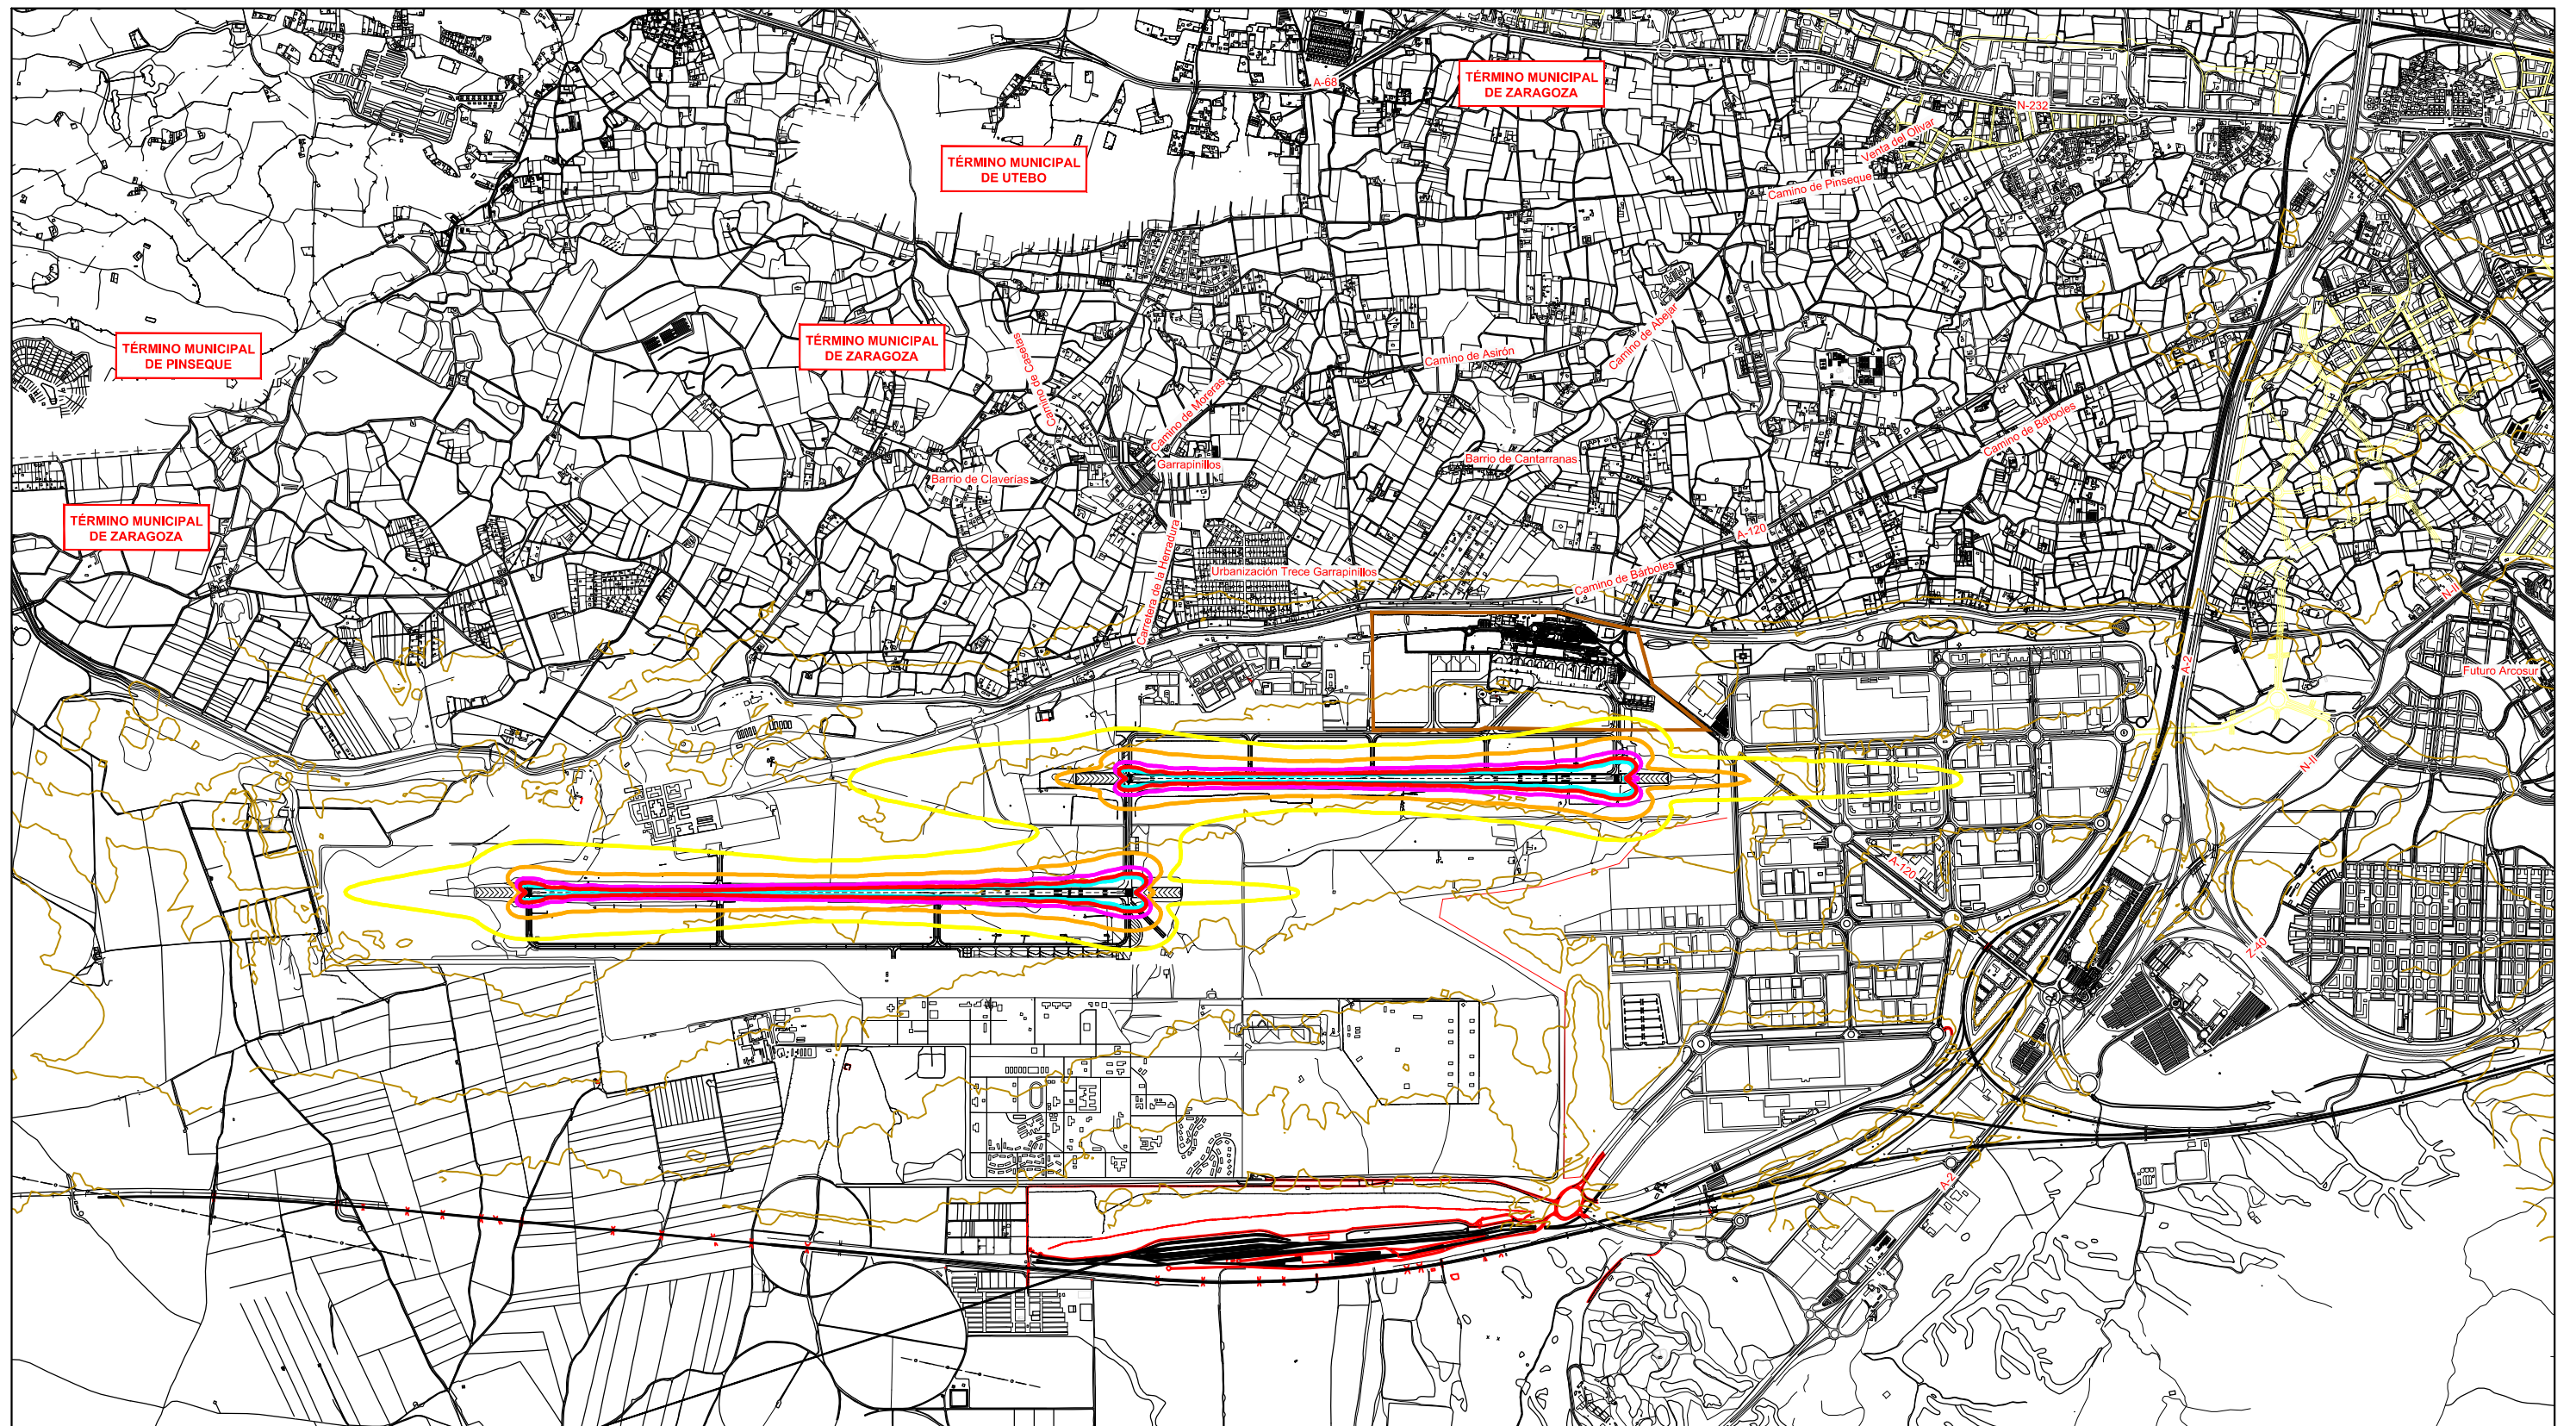 A-68
TÉRMINO MUNICIPAL
DE ZARAGOZA
N-232
Venta del Olivar
TÉRMINO MUNICIPAL
DE UTEBO
Camino de Pinseque
TÉRMINO MUNICIPAL
DE PINSEQUE
TÉRMINO MUNICIPAL
DE ZARAGOZA
Camino de Casetas
Camino de Moreras
Camino de Asirón
Camino de Abejar
Camino de Bárboles
Garrapinillos
Barrio de Claverías
Barrio de Cantarranas
TÉRMINO MUNICIPAL
DE ZARAGOZA
A-120
Carretera de la Herradura
Urbanización Trece Garrapinillos
Camino de Bárboles
N-II
A-2
Futuro Arcosur
N-II
A-120
Z-40
A-2